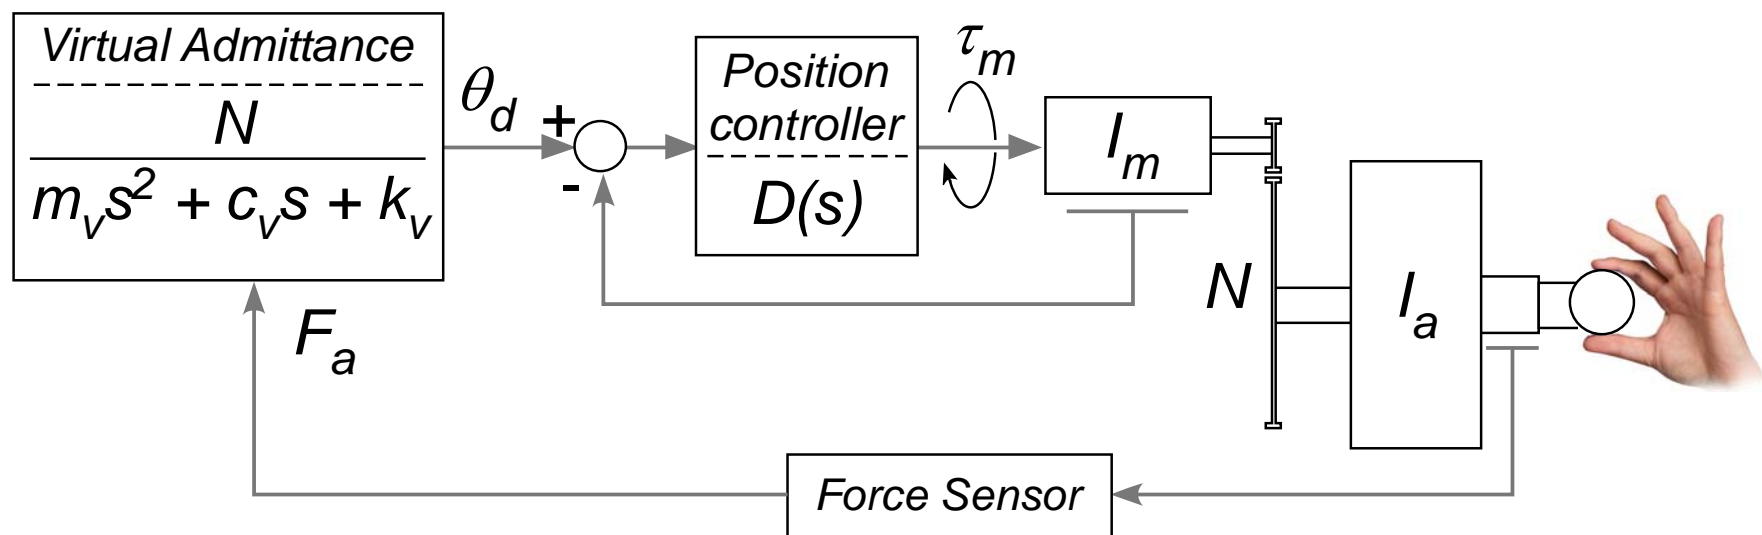 Virtual Admittance
N
m_v s^2 + c_v s + k_v
θ_d
+
-
Position
controller
D(s)
τ_m
I_m
N
I_a
F_a
Force Sensor